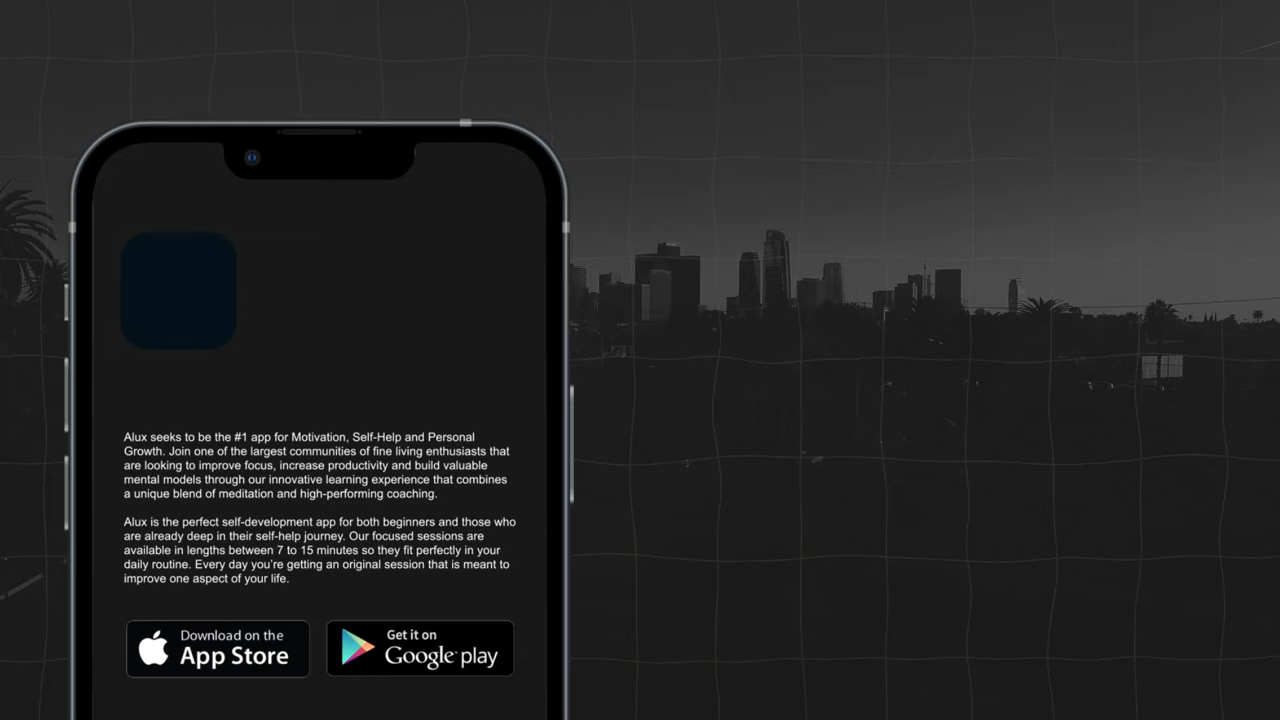 Alux seeks to be the #1 app for Motivation, Self-Help and Personal
Growth. Join one of the largest communities of fine living enthusiasts that
are looking to improve focus, increase productivity and build valuable
mental models through our innovative learning experience that combines
a unique blend of meditation and high-performing coaching.
Alux is the perfect self-development app for both beginners and those who
are already deep in their self-help journey. Our focused sessions are
available in lengths between 7 to 15 minutes so they fit perfectly in your
daily routine. Every day you’re getting an original session that is meant to
improve one aspect of your life.
Download on the
App Store
Get it on
Google play